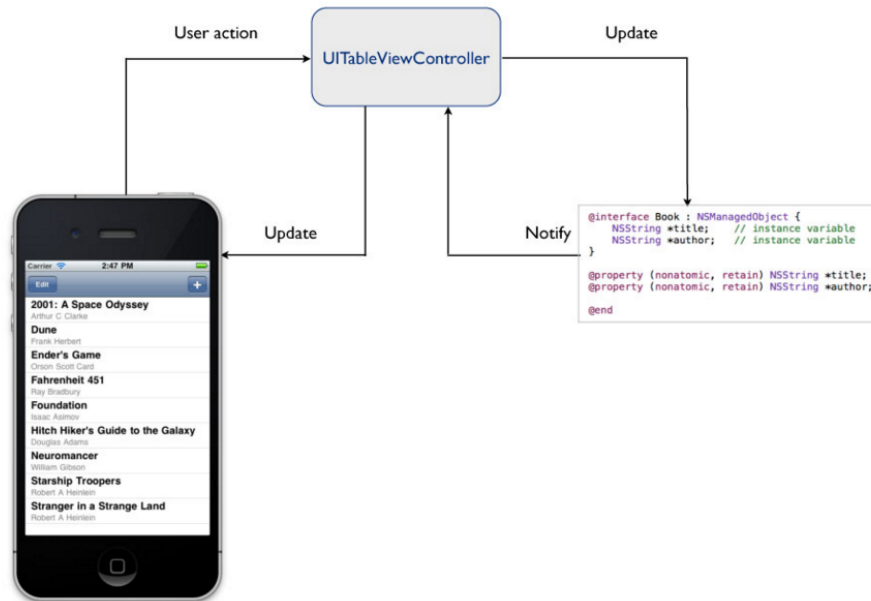 User action
UITableViewController
Update
Update
Notify
Carrier 2:47 PM
Edit +
2001: A Space Odyssey
Arthur C Clarke
Dune
Frank Herbert
Ender's Game
Orson Scott Card
Fahrenheit 451
Ray Bradbury
Foundation
Isaac Asimov
Hitch Hiker's Guide to the Galaxy
Douglas Adams
Neuromancer
William Gibson
Starship Troopers
Robert A Heinlein
Stranger in a Strange Land
Robert A Heinlein
@interface Book : NSManagedObject {
NSString *title; // instance variable
NSString *author; // instance variable
}
@property (nonatomic, retain) NSString *title;
@property (nonatomic, retain) NSString *author;
@end